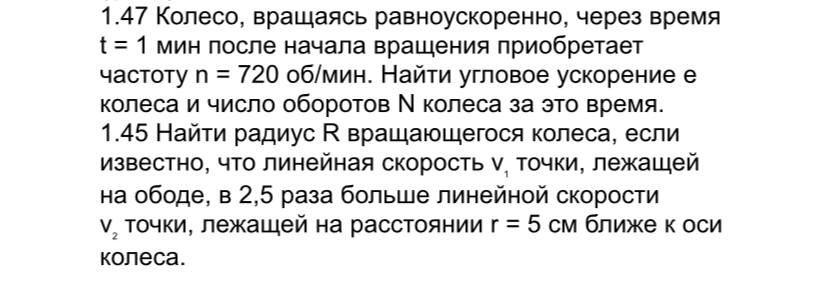 1.47 Колесо, вращаясь равноускоренно, через время
t = 1 мин после начала вращения приобретает
частоту n = 720 об/мин. Найти угловое ускорение е
колеса и число оборотов N колеса за это время.
1.45 Найти радиус R вращающегося колеса, если
известно, что линейная скорость v₁ точки, лежащей
на ободе, в 2,5 раза больше линейной скорости
v₂ точки, лежащей на расстоянии r = 5 см ближе к оси
колеса.